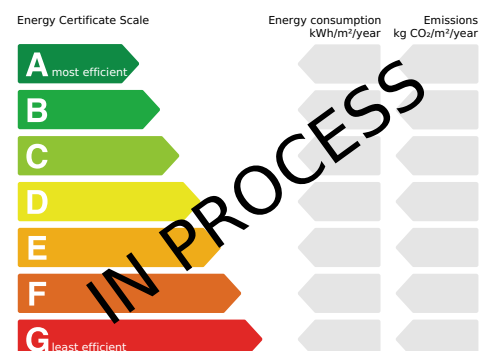 Energy Certificate Scale
Energy consumption
kWh/m²/year
Emissions
kg CO₂/m²/year
A most efficient
B
C
D
E
F
G least efficient
IN PROCESS